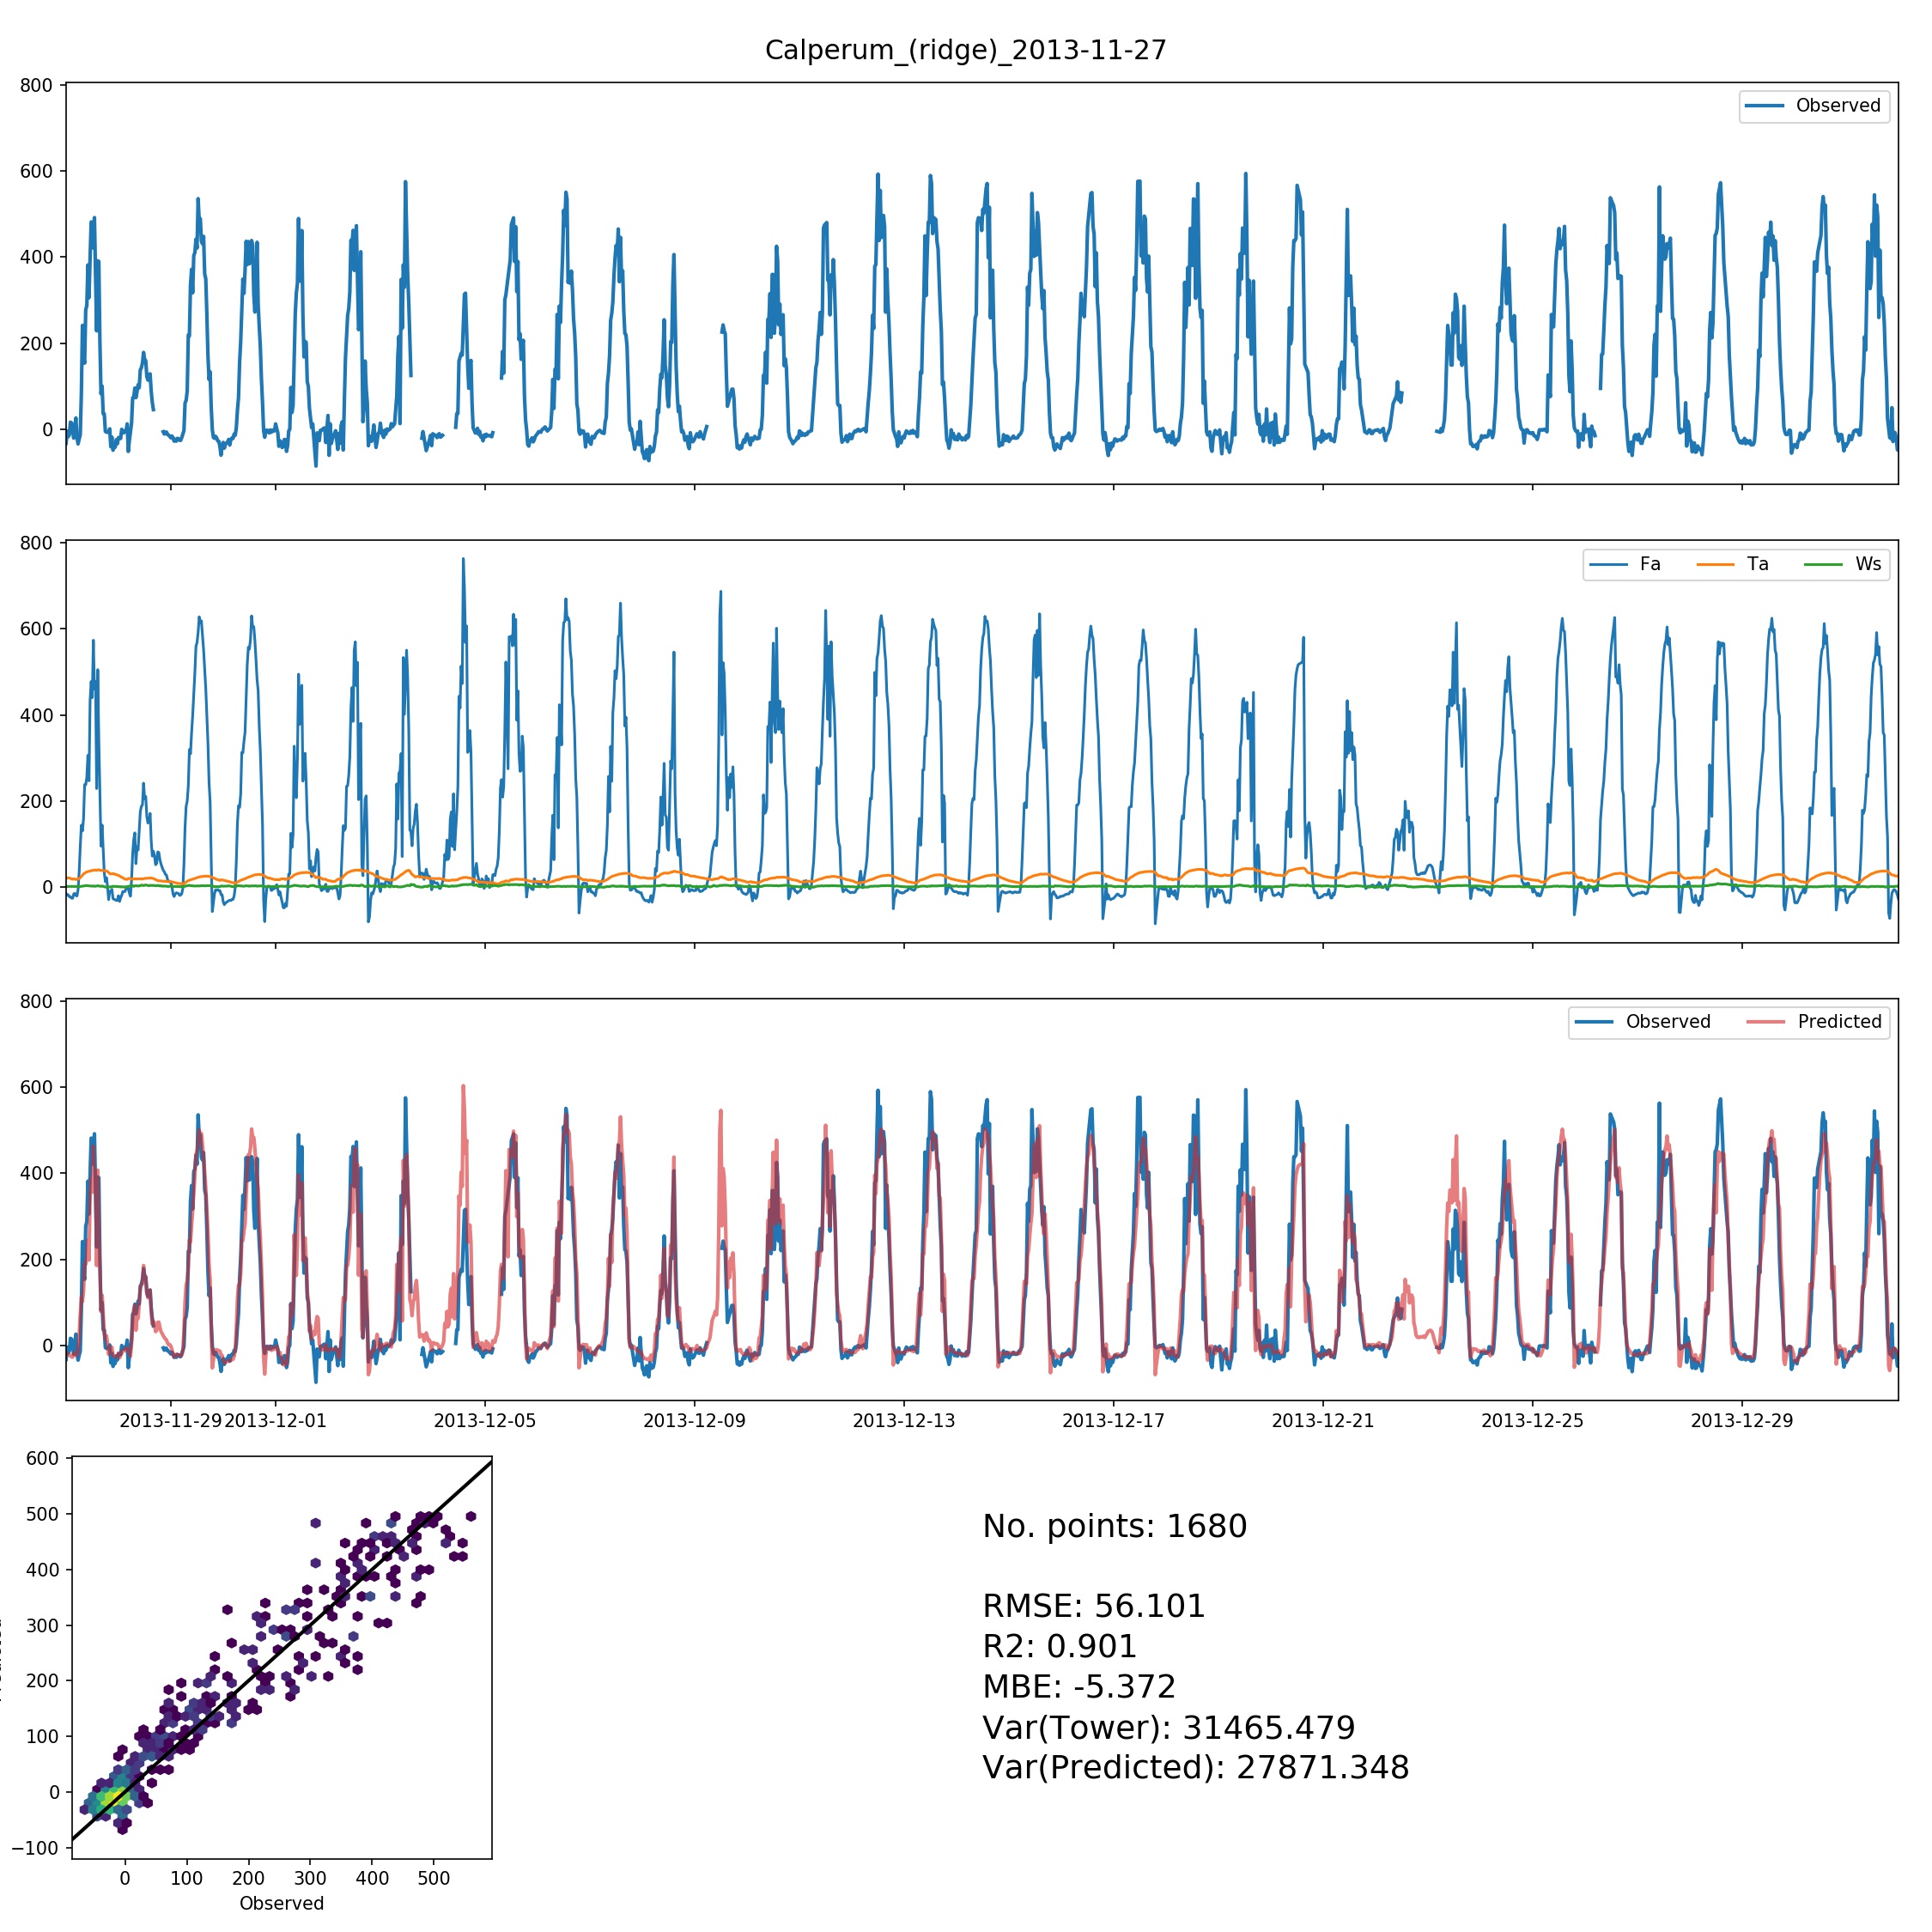 Calperum_(ridge)_2013-11-27
800
600
400
200
0
Observed
800
600
400
200
0
Fa Ta Ws
800
600
400
200
0
Observed Predicted
2013-11-29 2013-12-01 2013-12-05 2013-12-09 2013-12-13 2013-12-17 2013-12-21 2013-12-25 2013-12-29
600
500
400
300
200
100
0
−100
0 100 200 300 400 500
Observed
No. points: 1680
RMSE: 56.101
R2: 0.901
MBE: -5.372
Var(Tower): 31465.479
Var(Predicted): 27871.348